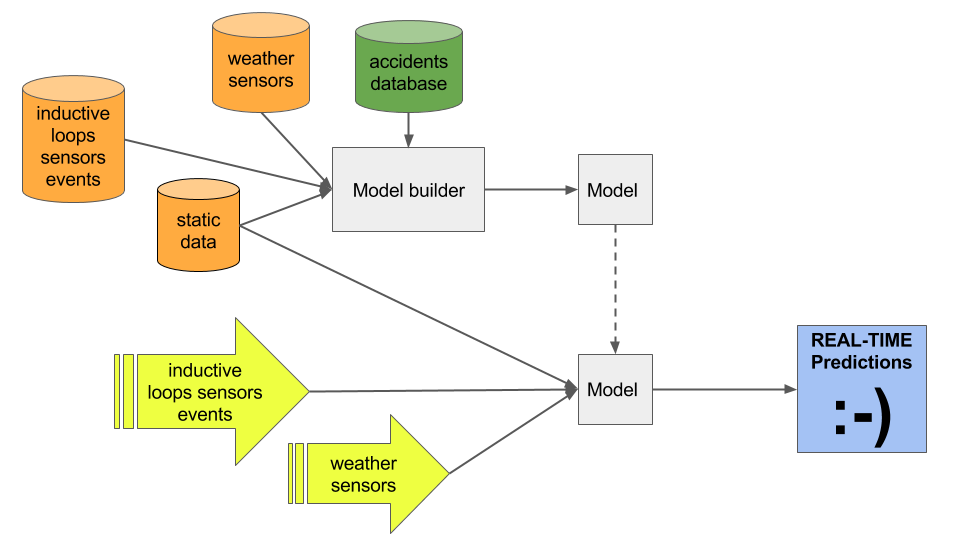 weather
sensors
accidents
database
inductive
loops
sensors
events
static
data
Model builder
Model
inductive
loops sensors
events
weather
sensors
Model
REAL-TIME
Predictions
:-)